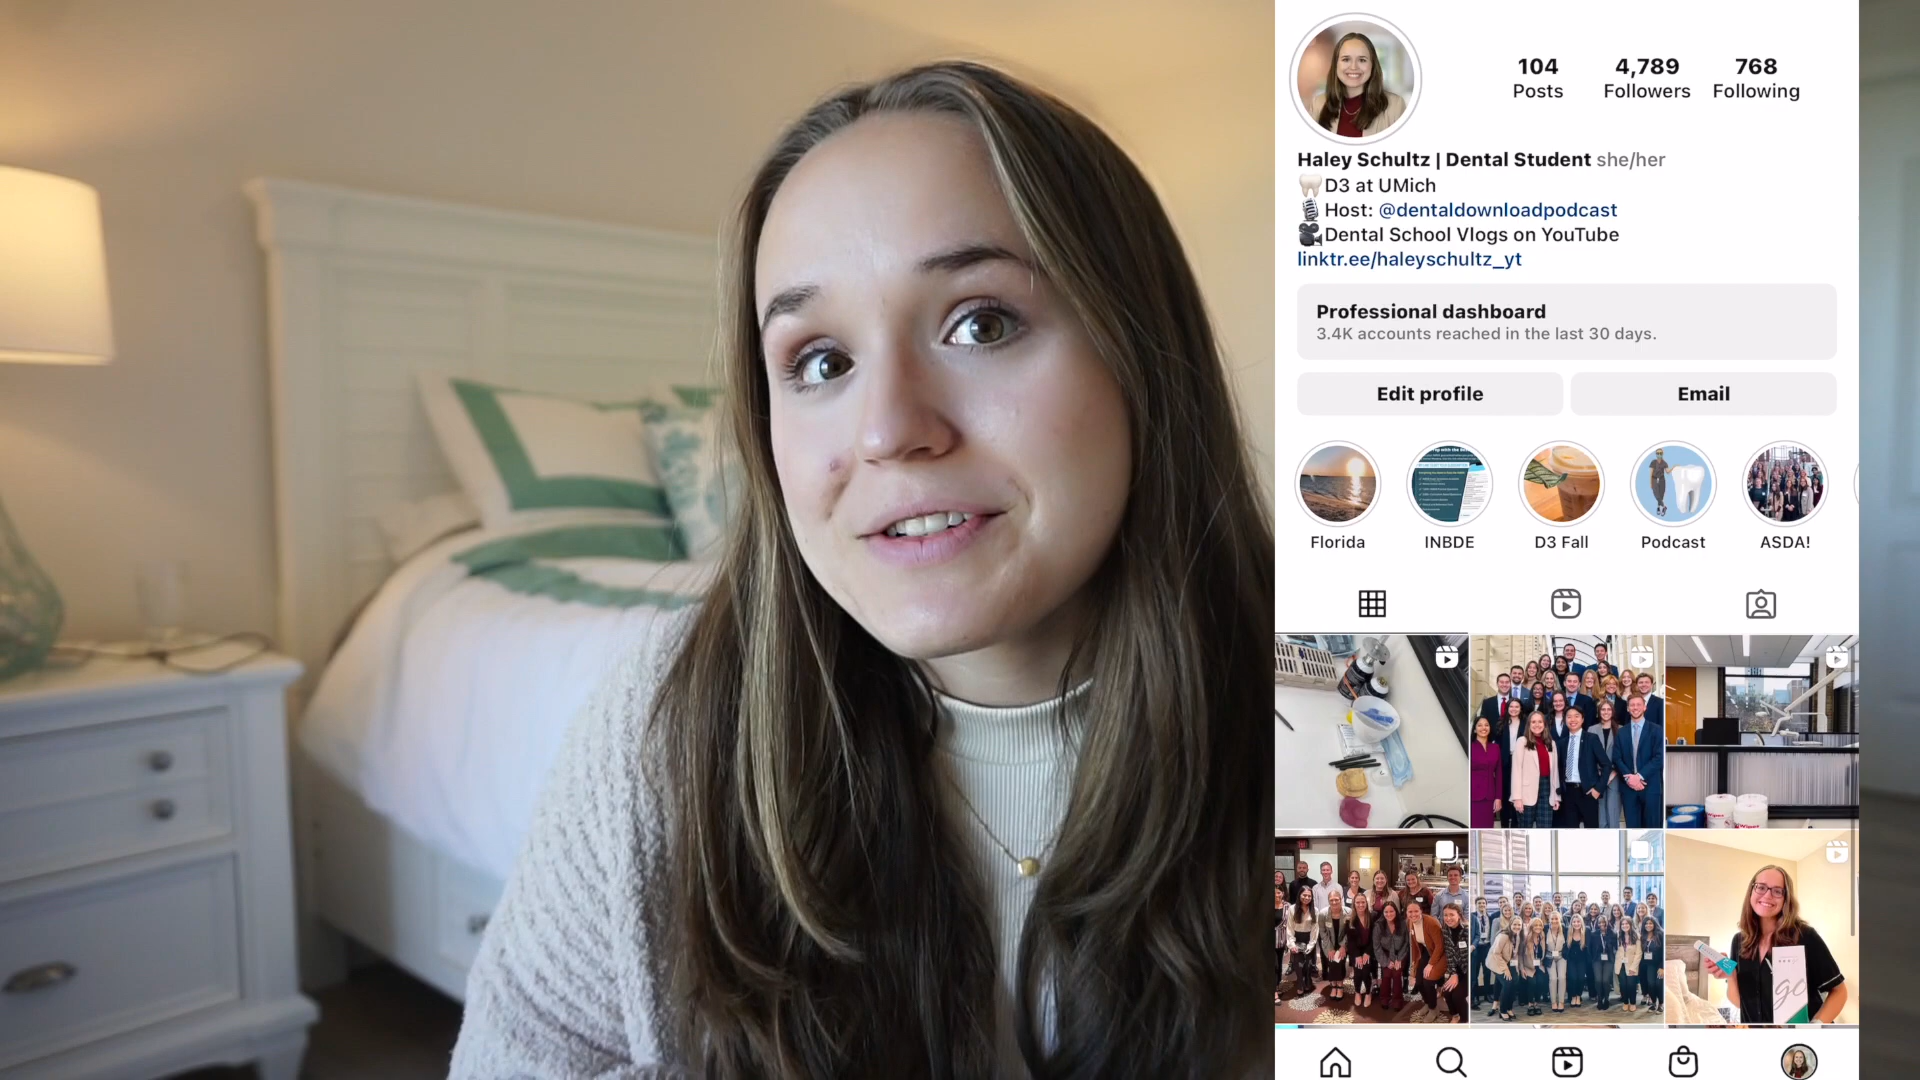 104
Posts
4,789
Followers
768
Following
Haley Schultz | Dental Student she/her
D3 at UMich
Host: @dentaldownloadpodcast
Dental School Vlogs on YouTube
linktr.ee/haleyschultz_yt
Professional dashboard
3.4K accounts reached in the last 30 days.
Edit profile
Email
Florida
INBDE
D3 Fall
Podcast
ASDA!